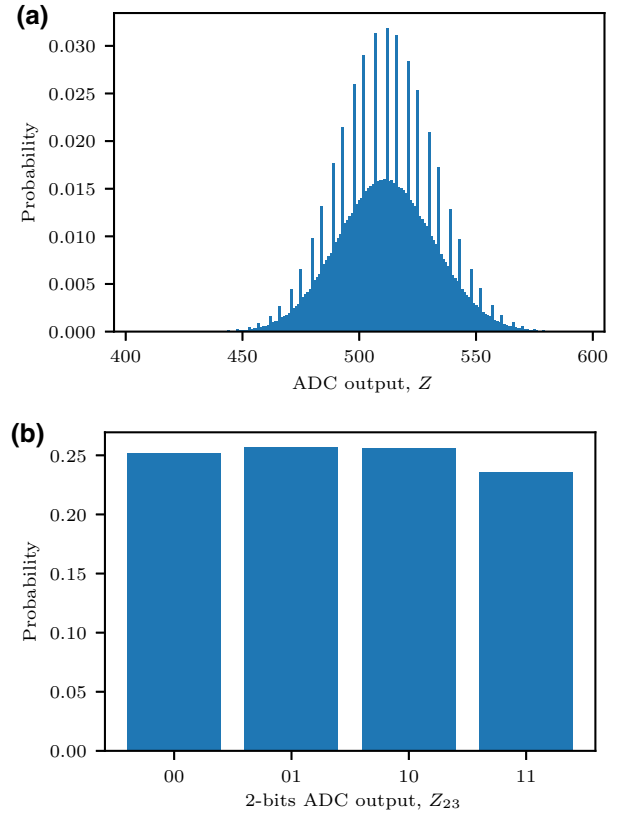 (a)
0.030
0.025
0.020
0.015
0.010
0.005
0.000
Probability
400 450 500 550 600
ADC output, Z
(b)
0.25
0.20
0.15
0.10
0.05
0.00
Probability
00 01 10 11
2-bits ADC output, Z₂₃